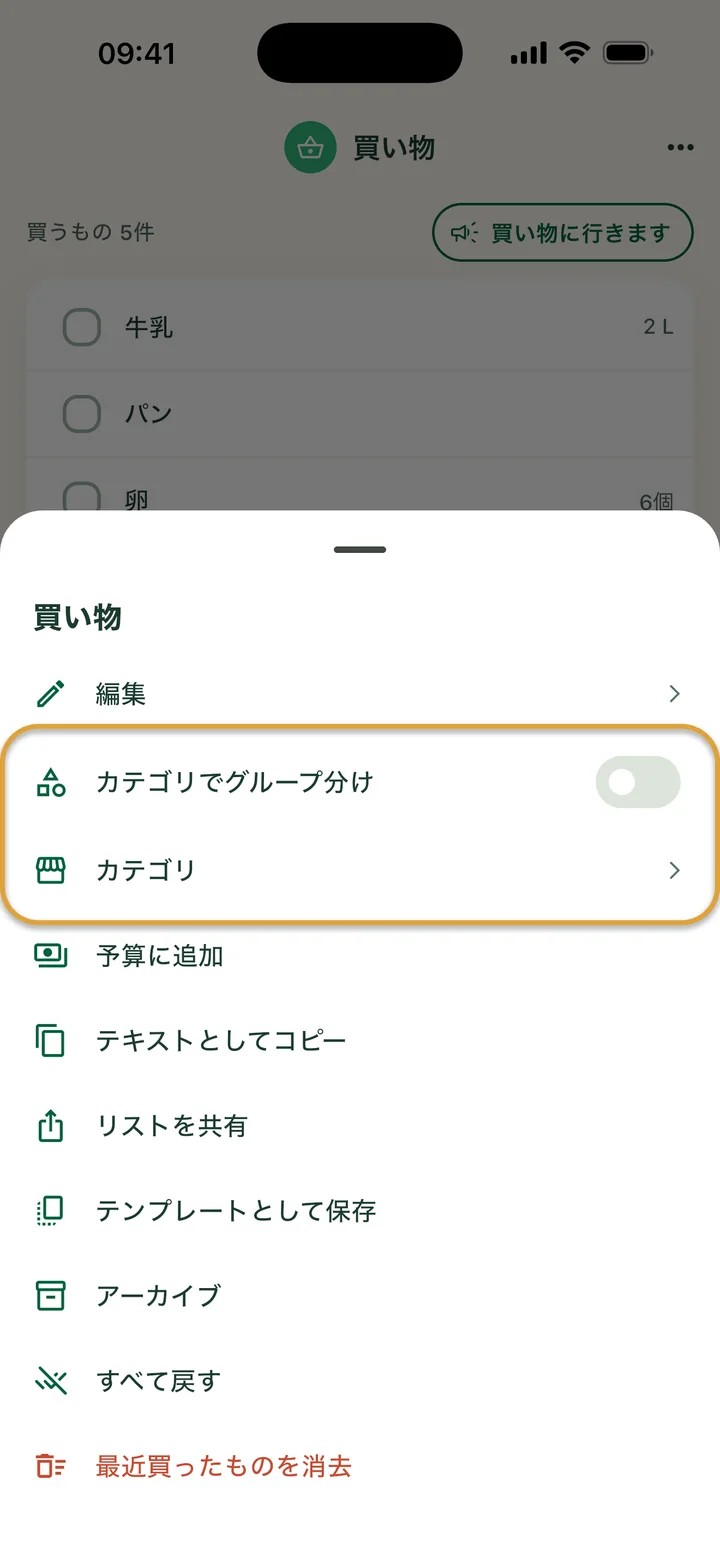 09:41
買い物
買うもの 5件
買い物に行きます
牛乳
2 L
パン
卵
6個
買い物
編集
カテゴリでグループ分け
カテゴリ
予算に追加
テキストとしてコピー
リストを共有
テンプレートとして保存
アーカイブ
すべて戻す
最近買ったものを消去